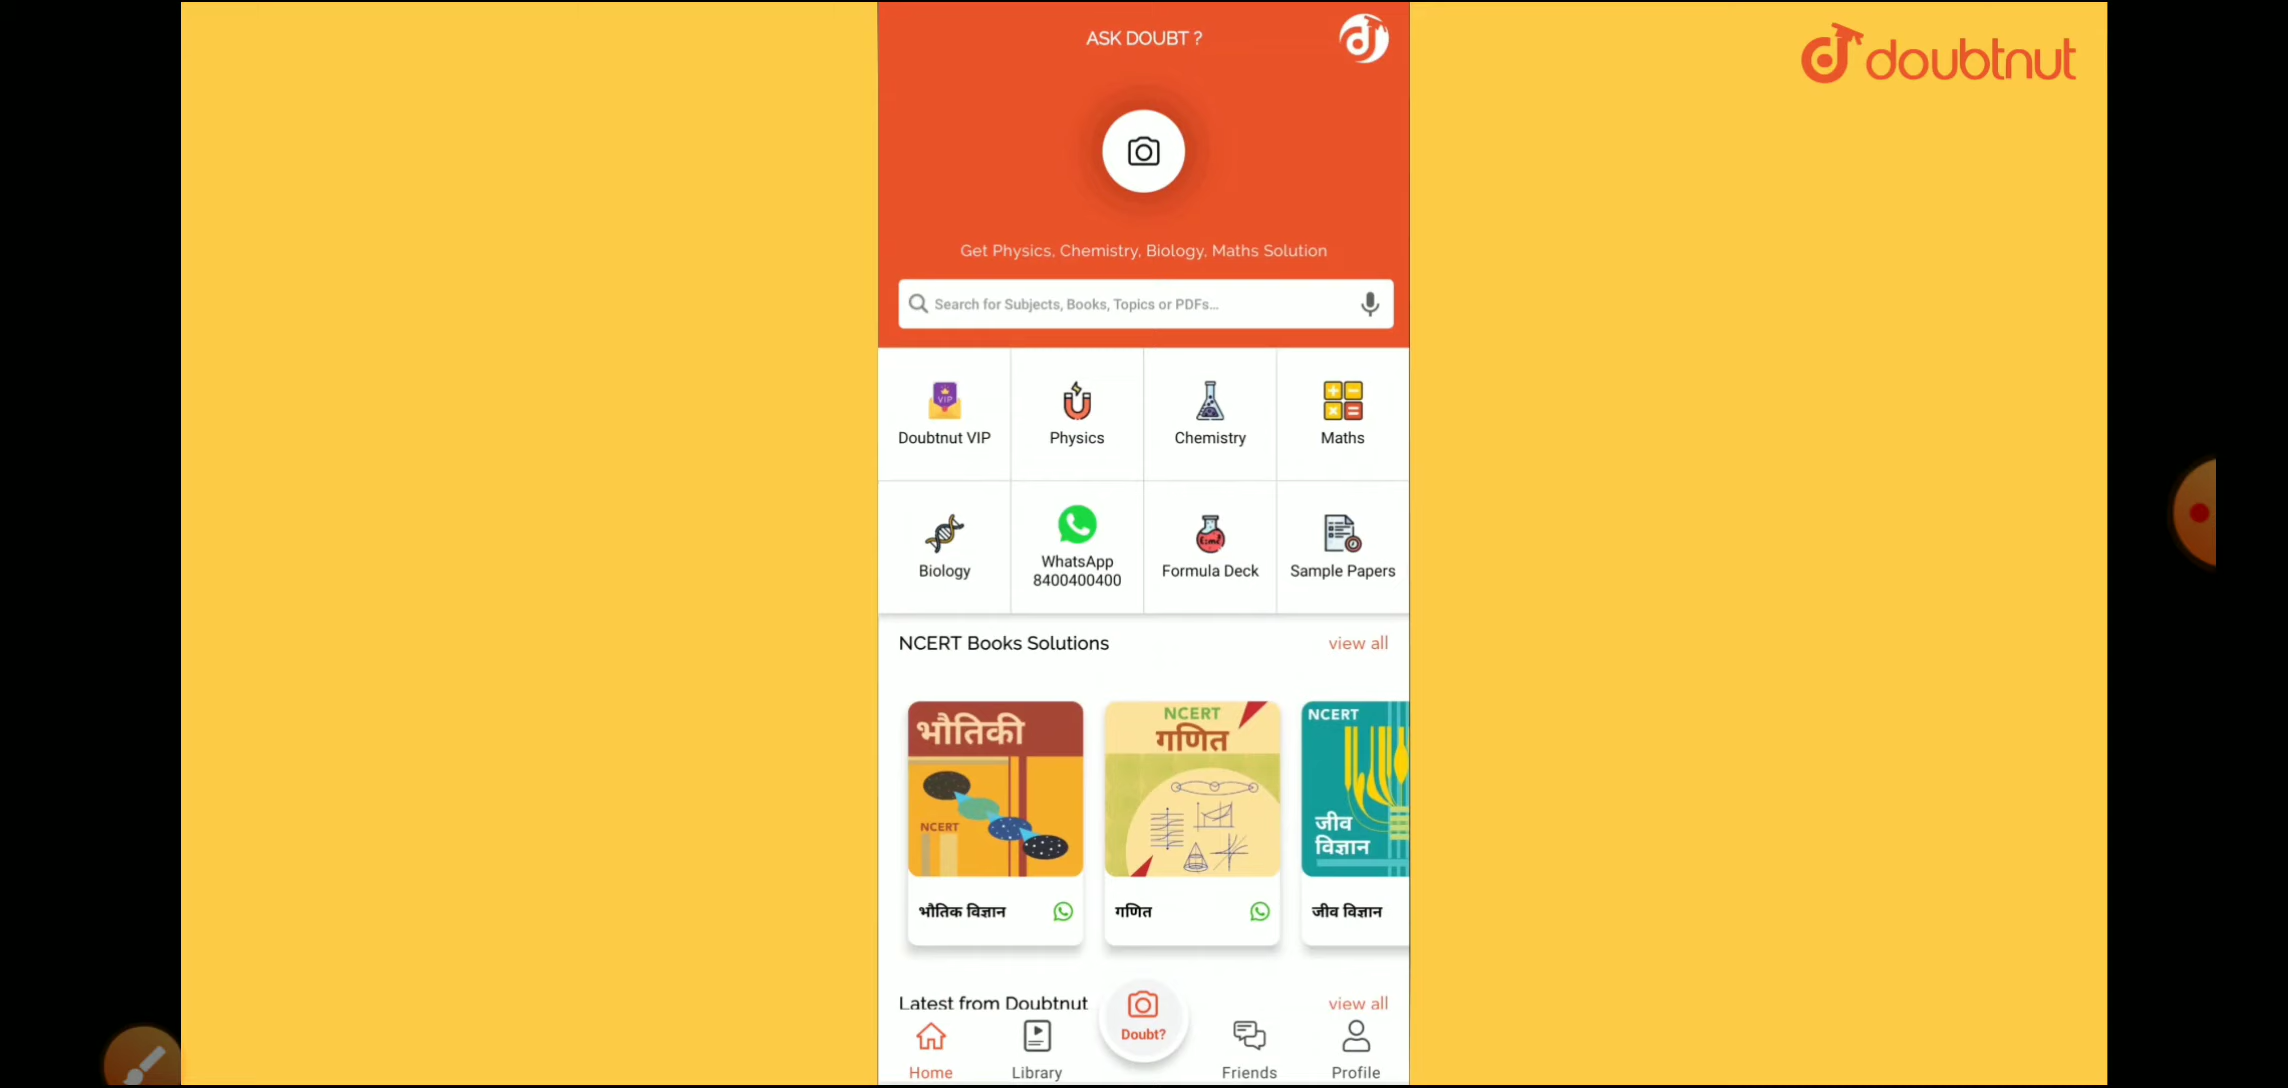 ASK DOUBT ?
doubtnut
Get Physics, Chemistry, Biology, Maths Solution
Search for Subjects, Books, Topics or PDFs...
VIP
Doubtnut VIP
Physics
Chemistry
Maths
Biology
WhatsApp
8400400400
Formula Deck
Sample Papers
NCERT Books Solutions
view all
भौतिकी
NCERT
NCERT
गणित
NCERT
जीव
विज्ञान
भौतिक विज्ञान
गणित
जीव विज्ञान
Latest from Doubtnut
view all
Doubt?
Home
Library
Friends
Profile